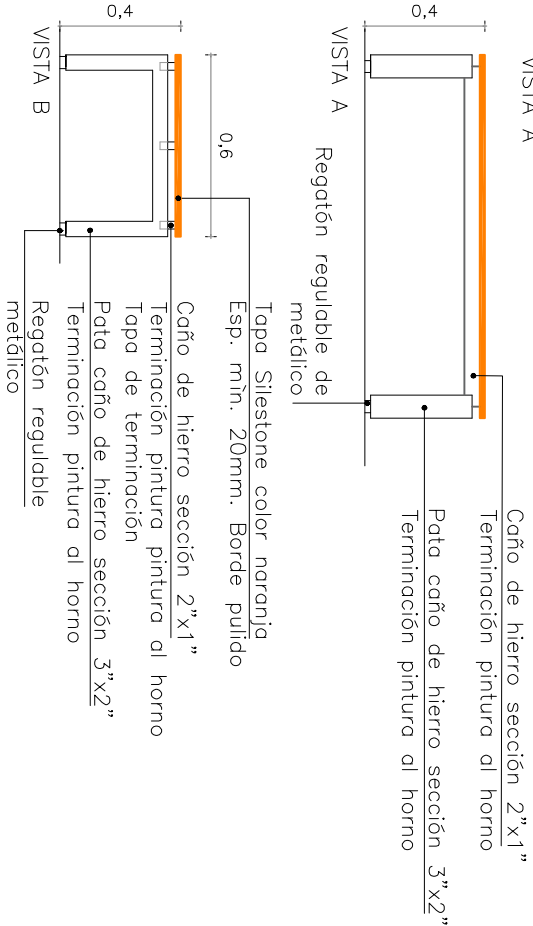 VISTA A
0,4
VISTA A
Caño de hierro sección 2"x1"
Terminación pintura al horno
Pata caño de hierro sección 3"x2"
Terminación pintura al horno
Regatón regulable de
metálico
0,4
0,6
VISTA B
Tapa Silestone color naranja
Esp. mìn. 20mm. Borde pulido
Caño de hierro sección 2"x1"
Terminación pintura al horno
Tapa de terminación
Pata caño de hierro sección 3"x2"
Terminación pintura al horno
Regatón regulable
metálico